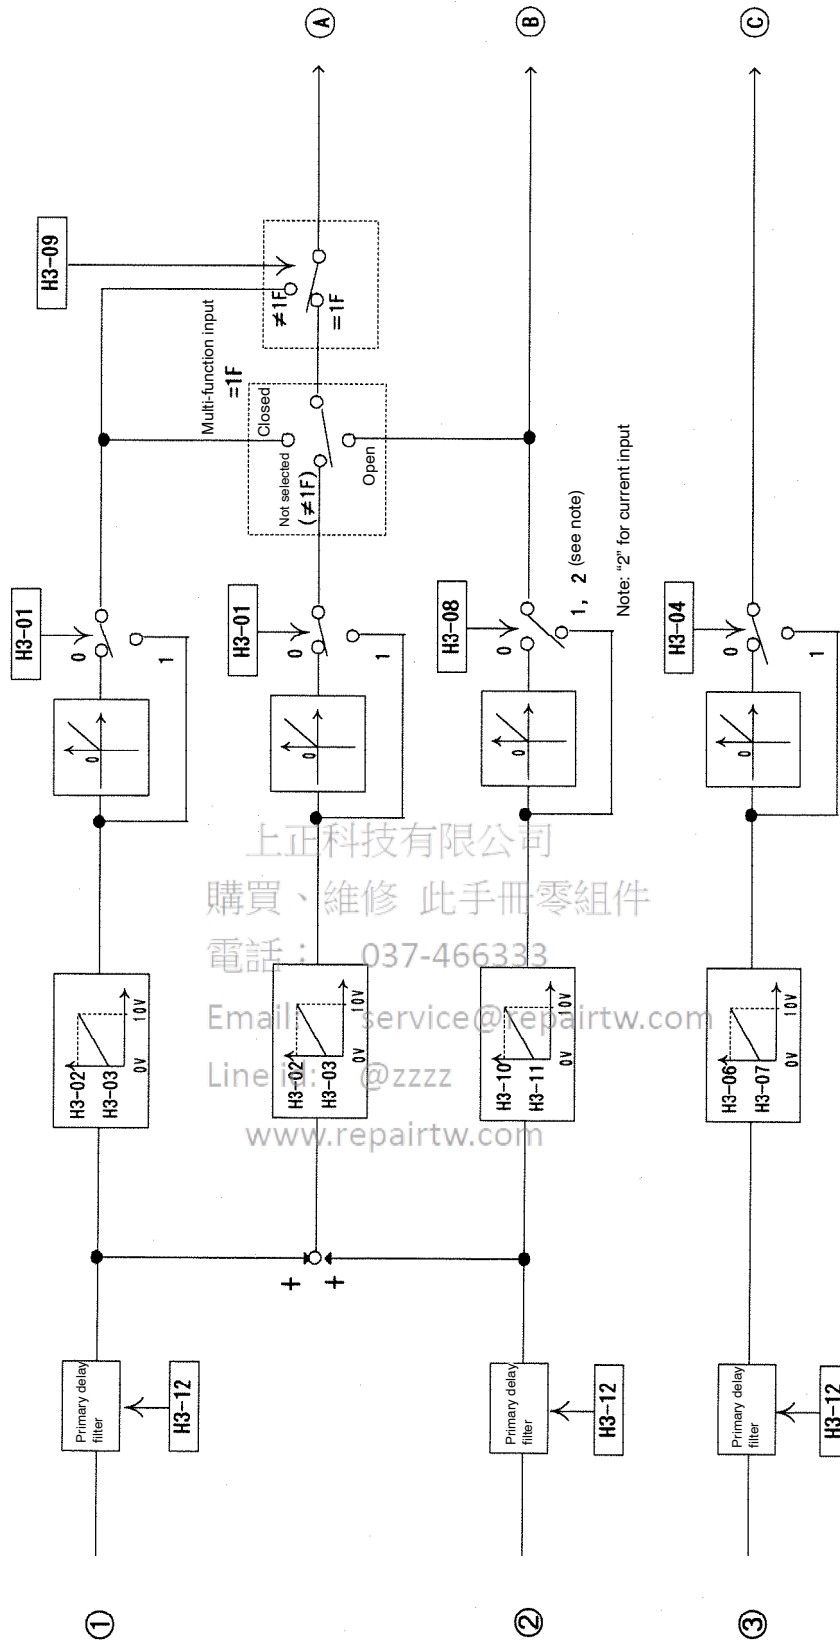 Ⓐ
Ⓑ
Ⓒ
H3-09
≠1F
=1F
Multi-function input
=1F
Closed
Not selected
(≠1F)
Open
H3-01
0
1
0
H3-01
0
1
0
H3-08
0
1, 2 (see note)
Note: "2" for current input
0
H3-04
0
1
0
上正科技有限公司
購買、維修 此手冊零組件
電話： 037-466333
Email: service@repairtw.com
Line id: @zzzz
www.repairtw.com
H3-02
H3-03
0V 10V
H3-02
H3-03
0V 10V
H3-10
H3-11
0V 10V
H3-06
H3-07
0V 10V
+
+
Primary delay
filter
H3-12
Primary delay
filter
H3-12
Primary delay
filter
H3-12
①
②
③